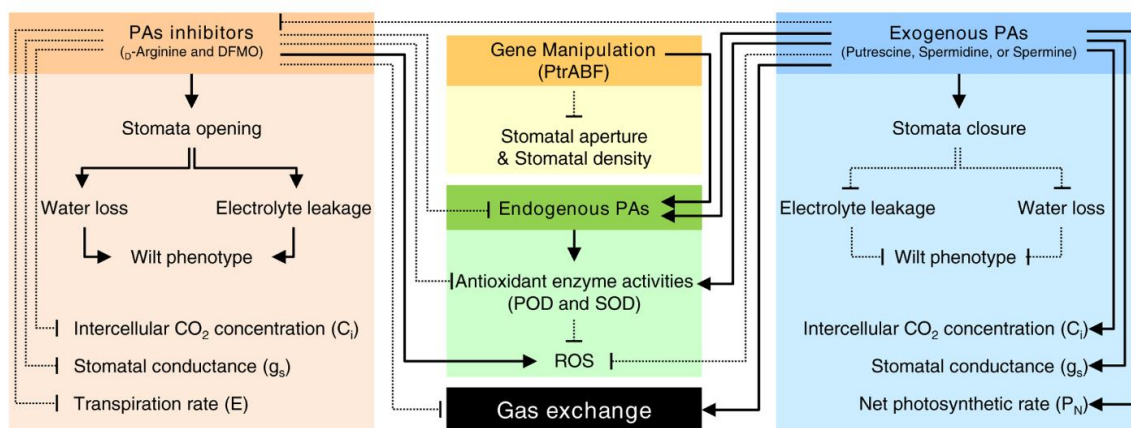 PAs inhibitors
(D-Arginine and DFMO)
Stomata opening
Water loss
Electrolyte leakage
Wilt phenotype
Intercellular CO2 concentration (Ci)
Stomatal conductance (gs)
Transpiration rate (E)
Gene Manipulation
(PtrABF)
Stomatal aperture
& Stomatal density
Endogenous PAs
Antioxidant enzyme activities
(POD and SOD)
ROS
Gas exchange
Exogenous PAs
(Putrescine, Spermidine, or Spermine)
Stomata closure
Electrolyte leakage
Water loss
Wilt phenotype
Intercellular CO2 concentration (Ci)
Stomatal conductance (gs)
Net photosynthetic rate (PN)